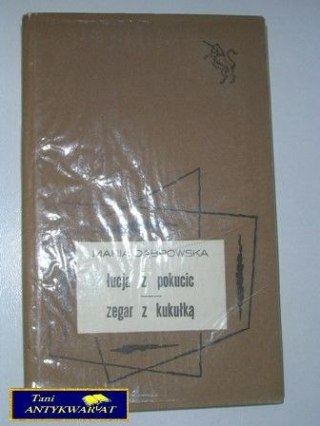 MARIA DĄBROWSKA
łucja z pokucic
zegar z kukułką
Tani
ANTYKWARIAT